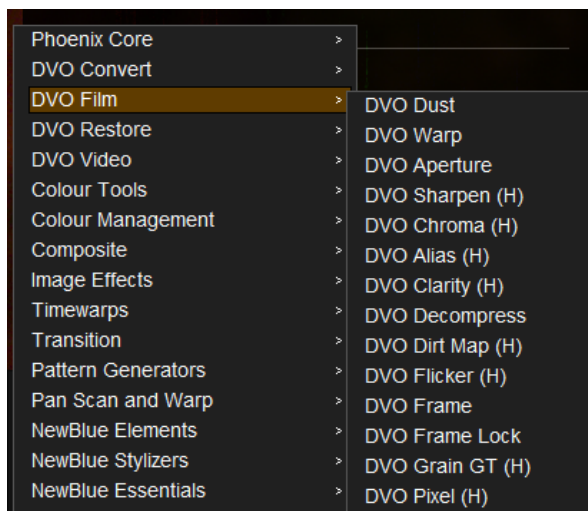 Phoenix Core >
DVO Convert >
DVO Film >
DVO Restore >
DVO Video >
Colour Tools >
Colour Management >
Composite >
Image Effects >
Timewarps >
Transition >
Pattern Generators >
Pan Scan and Warp >
NewBlue Elements >
NewBlue Stylizers >
NewBlue Essentials >
DVO Dust
DVO Warp
DVO Aperture
DVO Sharpen (H)
DVO Chroma (H)
DVO Alias (H)
DVO Clarity (H)
DVO Decompress
DVO Dirt Map (H)
DVO Flicker (H)
DVO Frame
DVO Frame Lock
DVO Grain GT (H)
DVO Pixel (H)